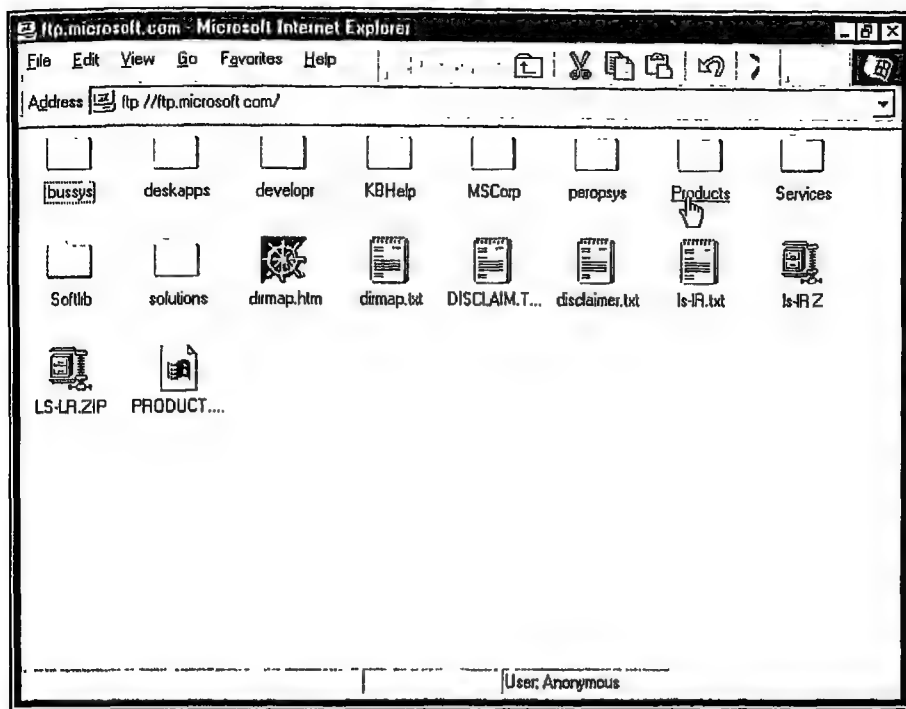 ftp.microsoft.com - Microsoft Internet Explorer
File Edit View Go Favorites Help
Address ftp //ftp.microsoft com/
bussys deskapps developr KBHelp MSCorp peropsys Products Services
Softlib solutions dirmap.htm dirmap.txt DISCLAIM.T... disclaimer.txt ls-lR.txt ls-lR Z
LS-LR.ZIP PRODUCT....
User: Anonymous